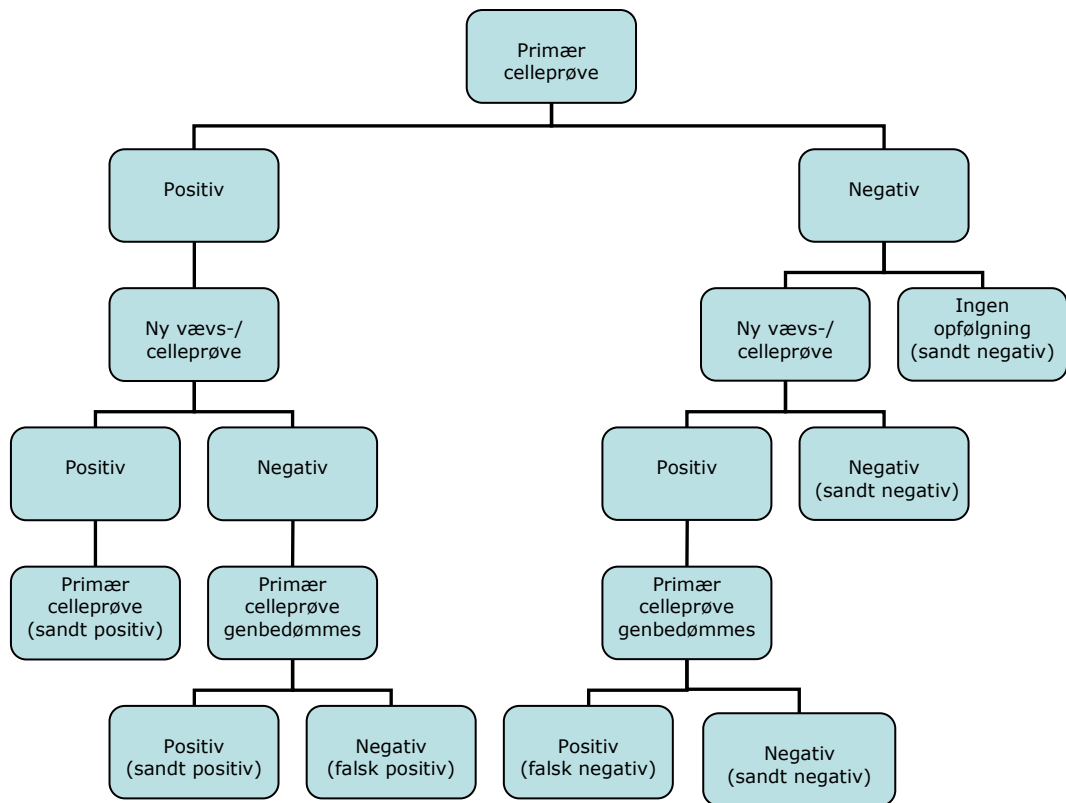 Primær
celleprøve
Positiv
Negativ
Ny vævs-/
celleprøve
Ny vævs-/
celleprøve
Ingen
opfølgning
(sandt negativ)
Positiv
Negativ
Positiv
Negativ
(sandt negativ)
Primær
celleprøve
(sandt positiv)
Primær
celleprøve
genbedømmes
Primær
celleprøve
genbedømmes
Positiv
(sandt positiv)
Negativ
(falsk positiv)
Positiv
(falsk negativ)
Negativ
(sandt negativ)